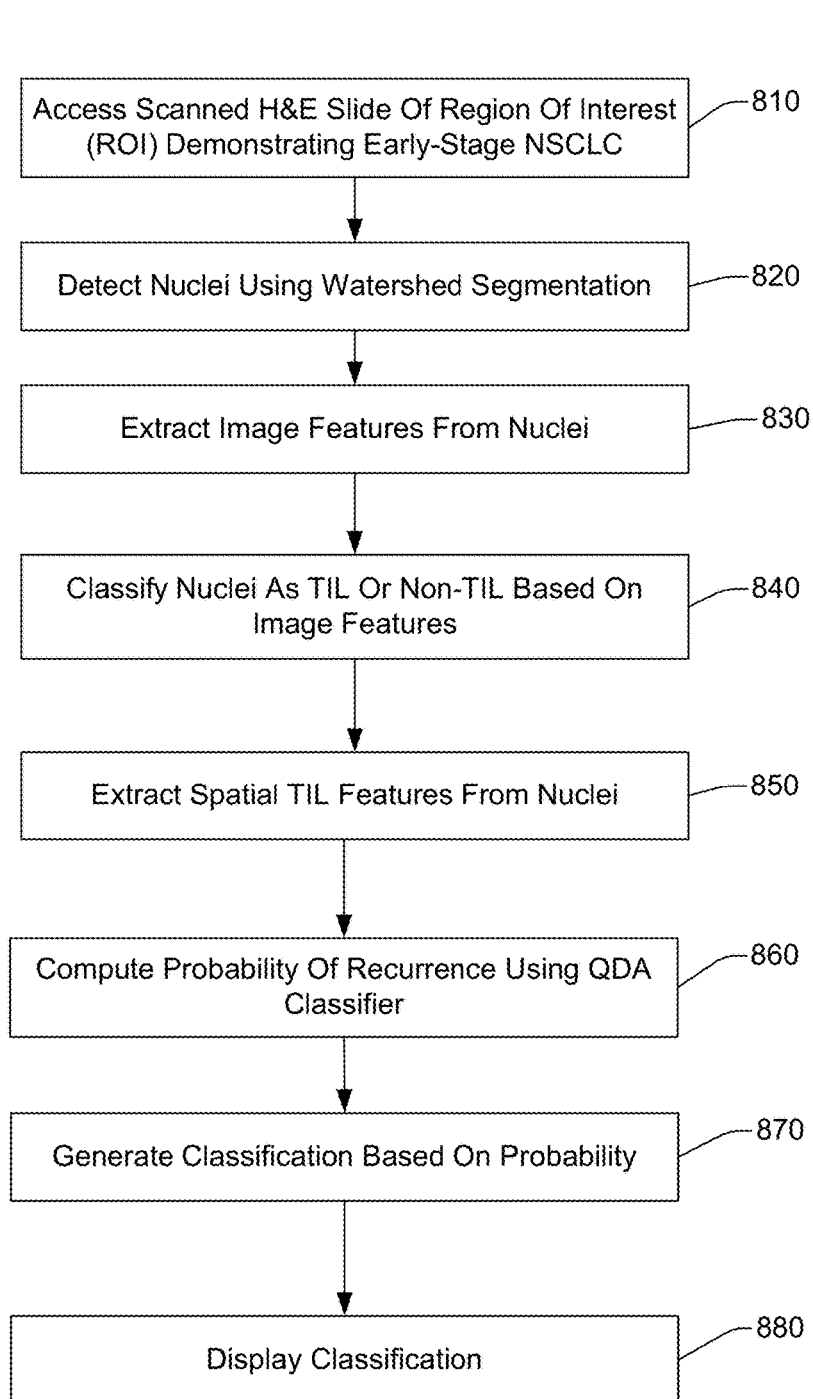 Access Scanned H&E Slide Of Region Of Interest
(ROI) Demonstrating Early-Stage NSCLC
810
Detect Nuclei Using Watershed Segmentation
820
Extract Image Features From Nuclei
830
Classify Nuclei As TIL Or Non-TIL Based On
Image Features
840
Extract Spatial TIL Features From Nuclei
850
Compute Probability Of Recurrence Using QDA
Classifier
860
Generate Classification Based On Probability
870
Display Classification
880